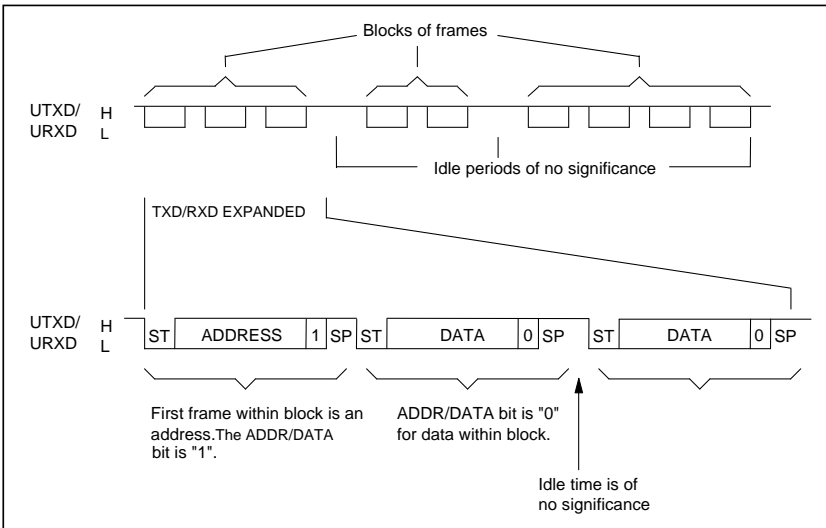 Blocks of frames
UTXD/ H
URXD L
Idle periods of no significance
TXD/RXD EXPANDED
UTXD/ H
URXD L
ST ADDRESS 1 SP ST DATA 0 SP ST DATA 0 SP
First frame within block is an
address.The ADDR/DATA
bit is "1".
ADDR/DATA bit is "0"
for data within block.
Idle time is of
no significance